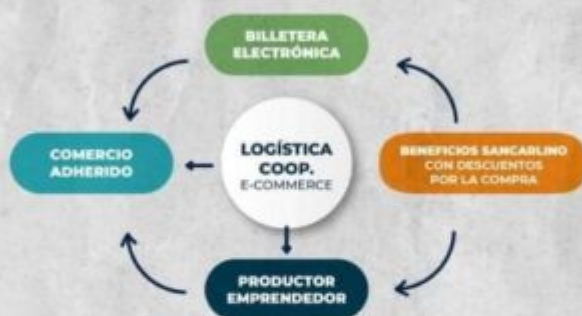 BILLETERA
ELECTRÓNICA
COMERCIO
ADHERIDO
LOGÍSTICA
COOP.
E-COMMERCE
BENEFICIOS SANCARLINO
CON DESCUENTOS
POR LA COMPRA
PRODUCTOR
EMPRENDEDOR